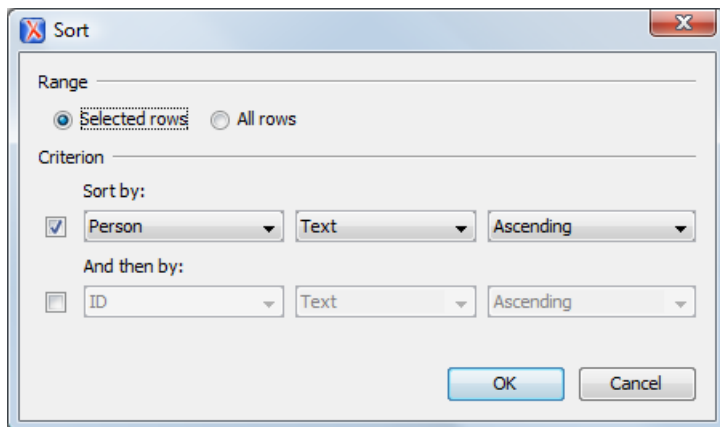 Sort
Range
Selected rows All rows
Criterion
Sort by:
Person Text Ascending
And then by:
ID Text Ascending
OK Cancel